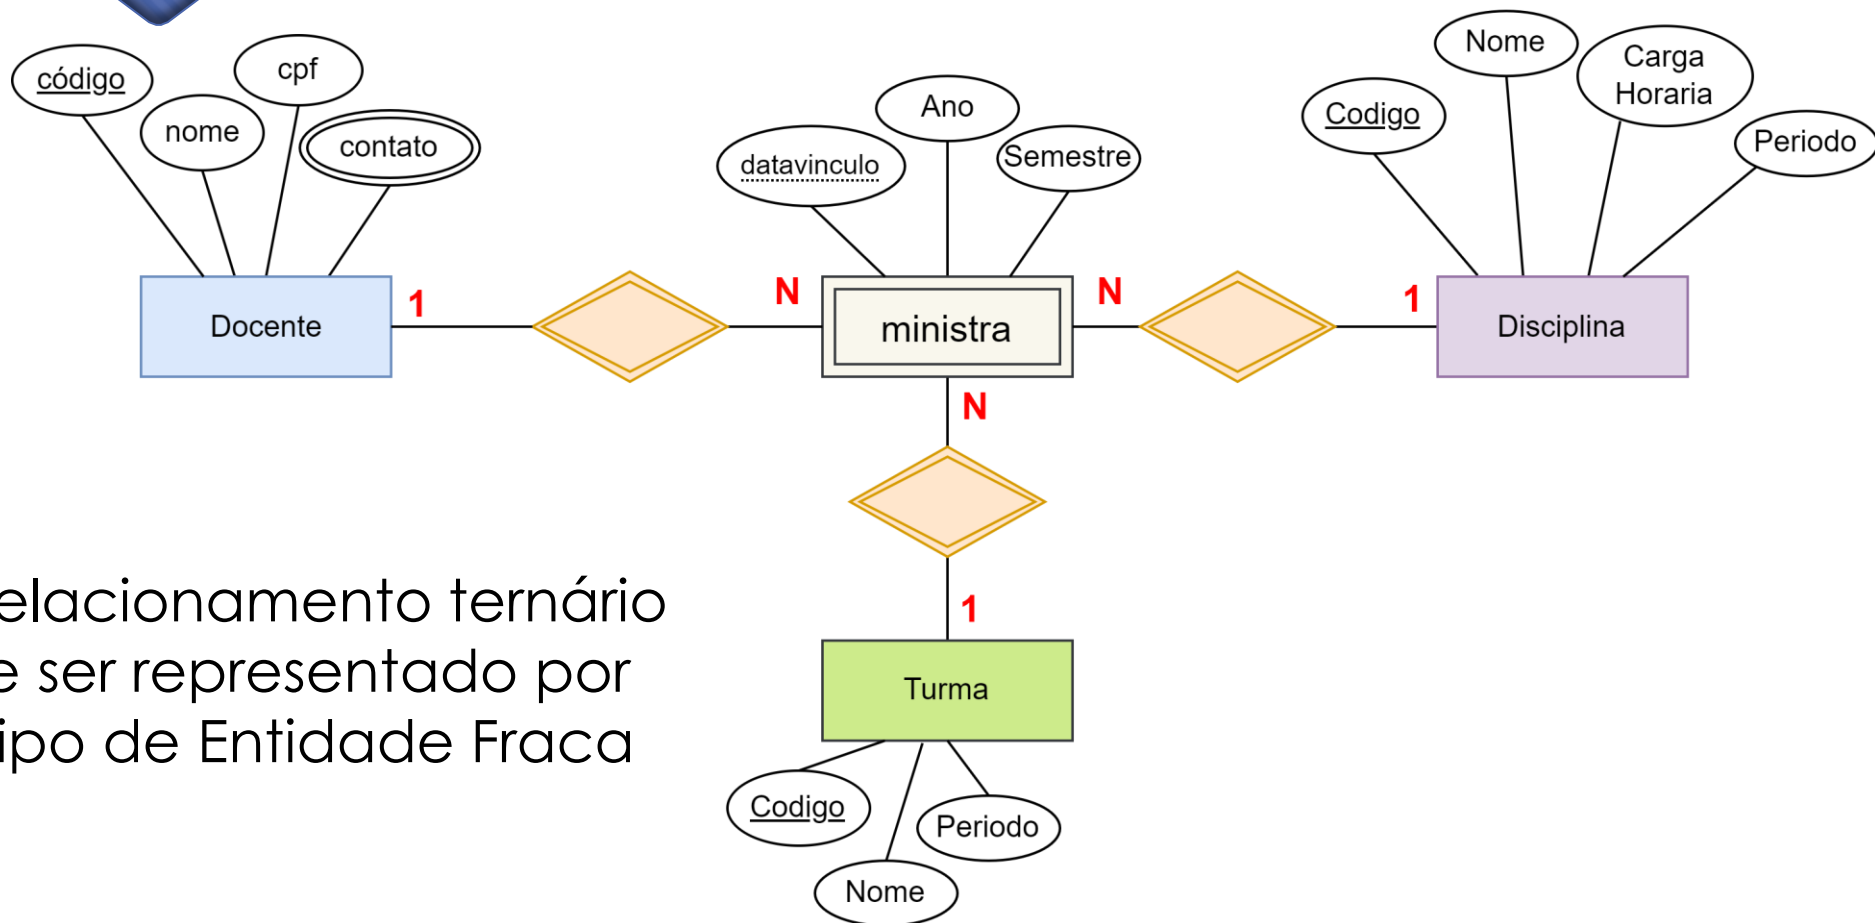 código
nome
cpf
contato
datavinculo
Ano
Semestre
Codigo
Nome
Carga
Horaria
Periodo
Docente
1
N
ministra
N
1
Disciplina
N
1
Turma
elacionamento ternário
e ser representado por
ipo de Entidade Fraca
Codigo
Nome
Periodo